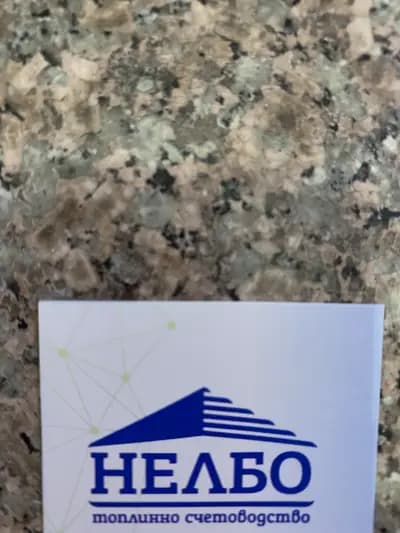 НЕЛБО
топлинно счетоводство